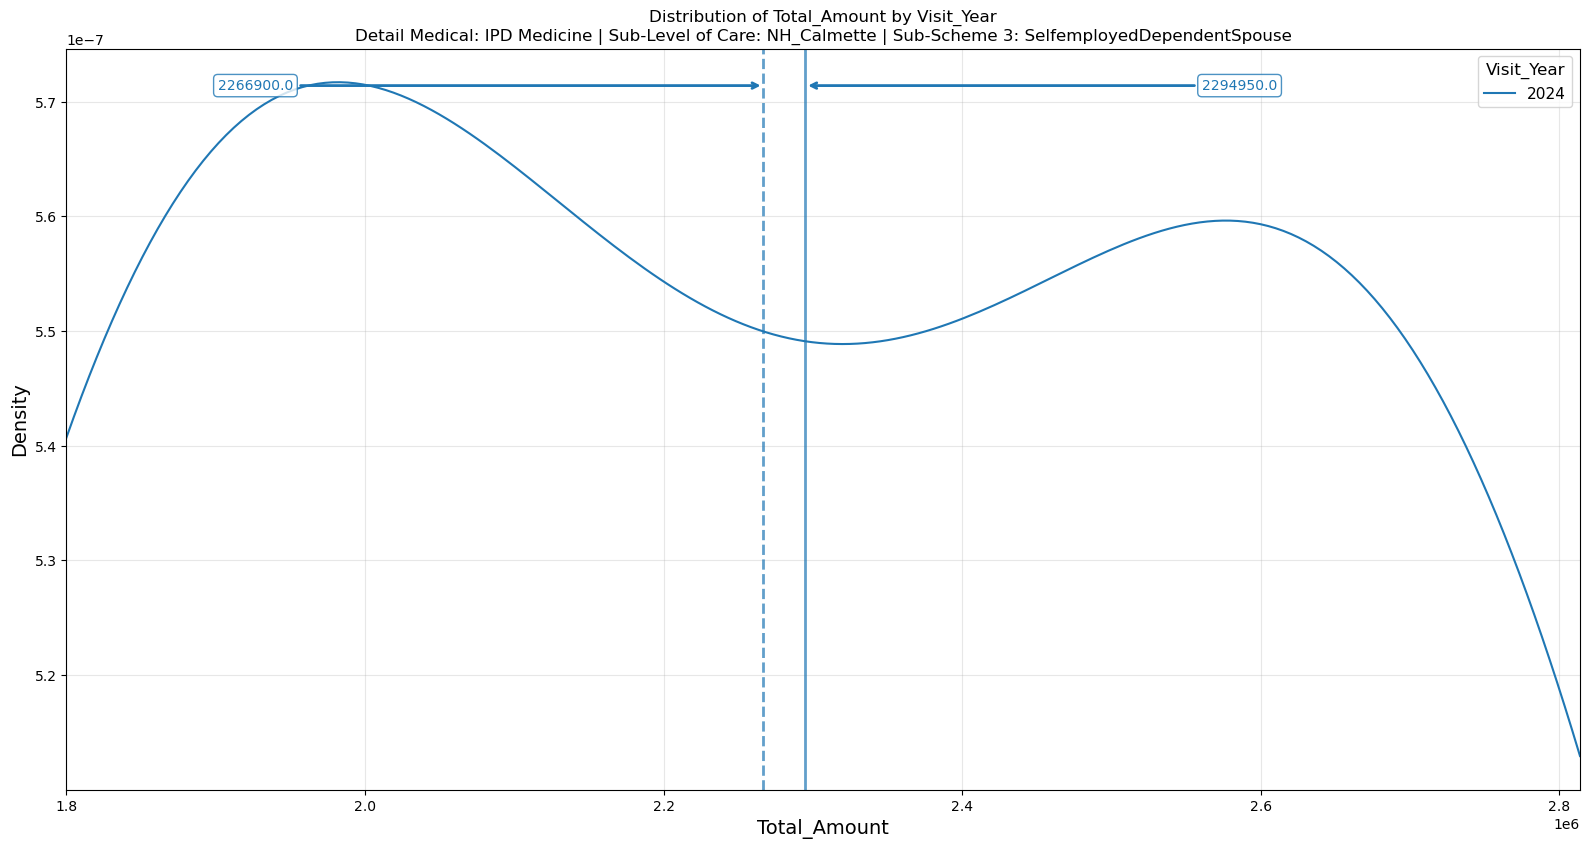 Distribution of Total_Amount by Visit_Year
Detail Medical: IPD Medicine | Sub-Level of Care: NH_Calmette | Sub-Scheme 3: SelfemployedDependentSpouse
1e−7
2266900.0
2294950.0
Visit_Year
2024
5.7
5.6
5.5
5.4
5.3
5.2
Density
1.8 2.0 2.2 2.4 2.6 2.8
1e6
Total_Amount